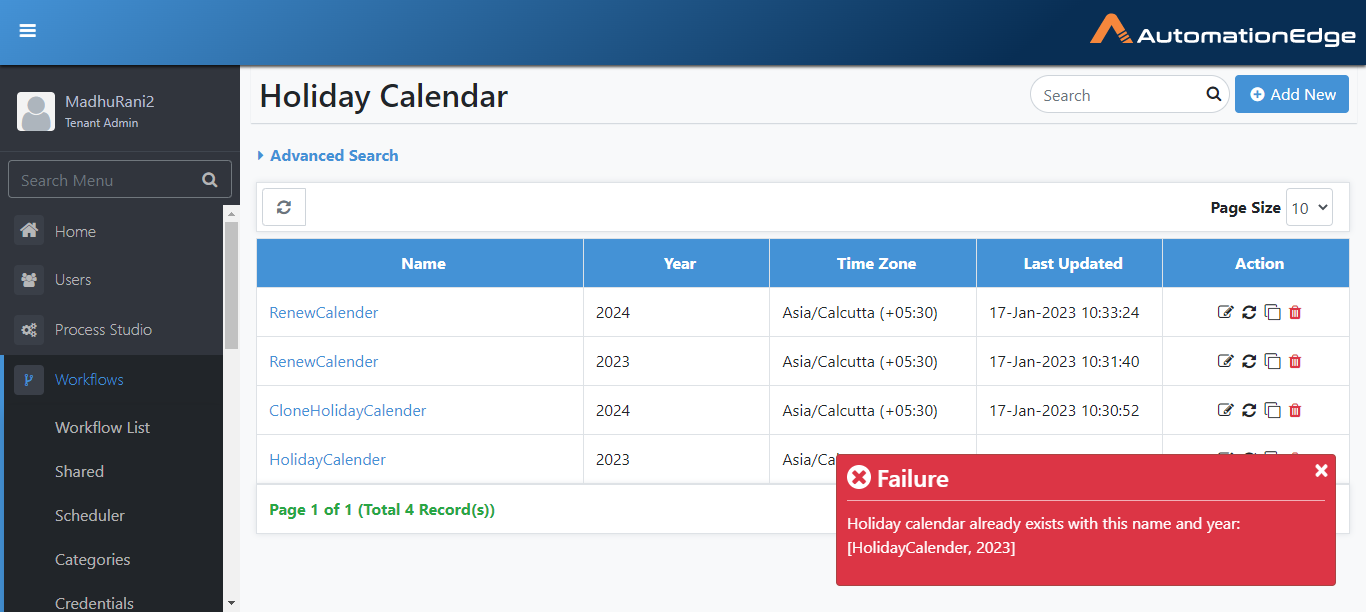 AutomationEdge
MadhuRani2
Tenant Admin
Holiday Calendar
Search
Add New
Search Menu
Advanced Search
Home
Users
Process Studio
Workflows
Workflow List
Shared
Scheduler
Categories
Credentials
Page Size 10
Name Year Time Zone Last Updated Action
RenewCalender 2024 Asia/Calcutta (+05:30) 17-Jan-2023 10:33:24
RenewCalender 2023 Asia/Calcutta (+05:30) 17-Jan-2023 10:31:40
CloneHolidayCalender 2024 Asia/Calcutta (+05:30) 17-Jan-2023 10:30:52
HolidayCalender 2023
Page 1 of 1 (Total 4 Record(s))
Failure
Holiday calendar already exists with this name and year:
[HolidayCalender, 2023]